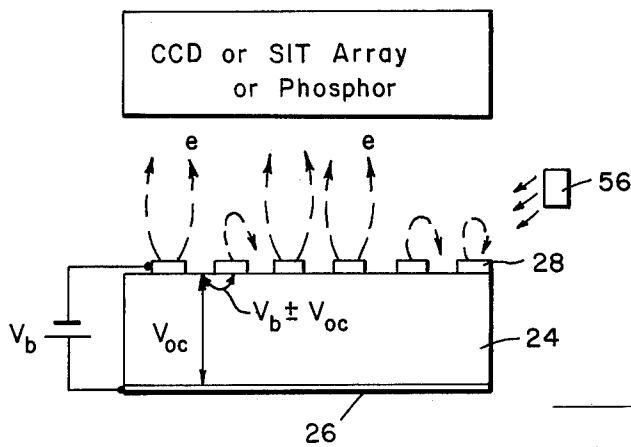 CCD or SIT Array
or Phosphor
e e
56
28
Vb ± Voc
Vb
Voc
24
26